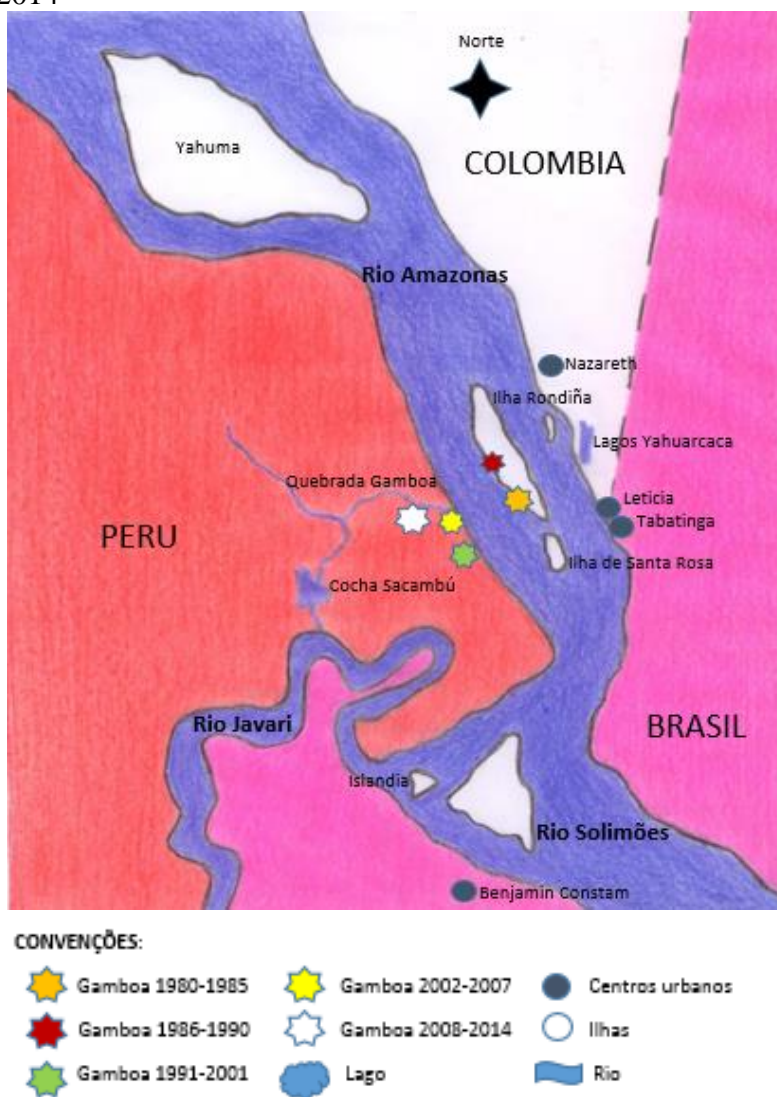 Norte
Yahuma
COLOMBIA
Rio Amazonas
Nazareth
Ilha Rondiña
Lagos Yahuarcaca
Quebrada Gamboa
Leticia
PERU
Tabatinga
Ilha de Santa Rosa
Cocha Sacambú
Rio Javari
BRASIL
Islandia
Rio Solimões
Benjamin Constam
CONVENÇÕES:
Gamboa 1980-1985
Gamboa 2002-2007
Centros urbanos
Gamboa 1986-1990
Gamboa 2008-2014
Ilhas
Gamboa 1991-2001
Lago
Rio